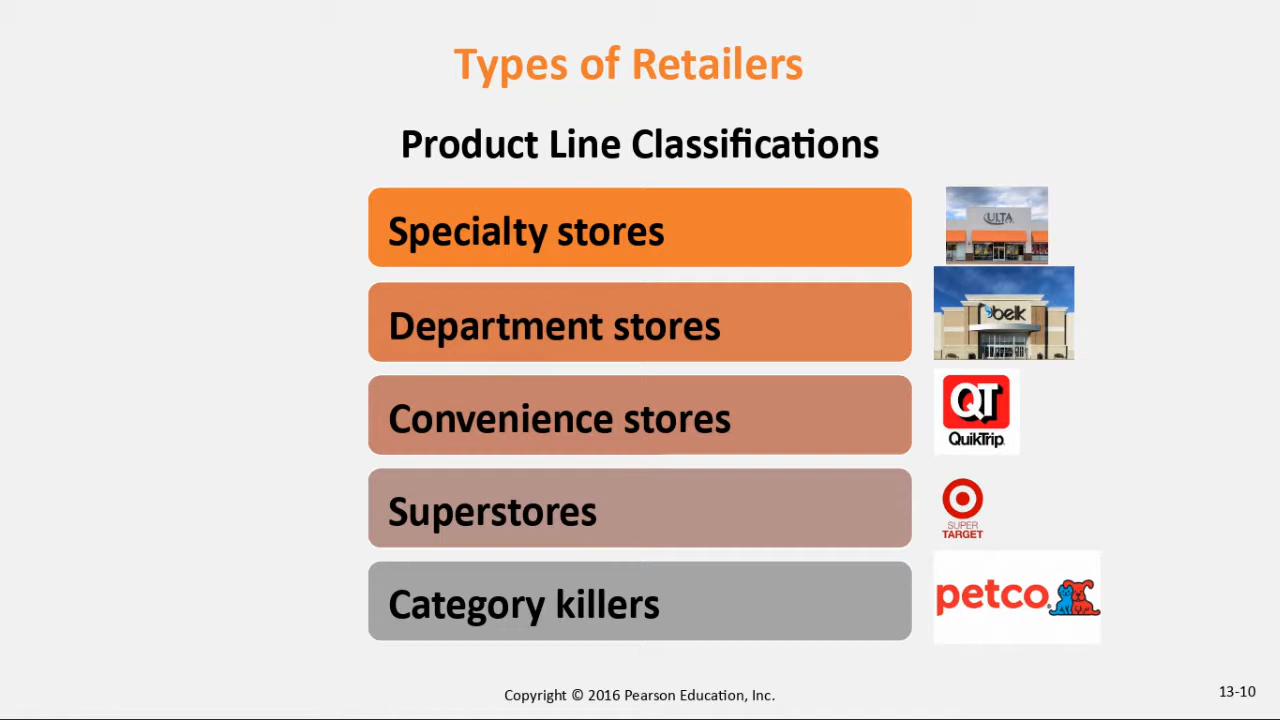 Types of Retailers
Product Line Classifications
Specialty stores
ULTA
Department stores
belk
Convenience stores
QT
QuikTrip
Superstores
SUPER
TARGET
Category killers
petco
Copyright © 2016 Pearson Education, Inc.
13-10